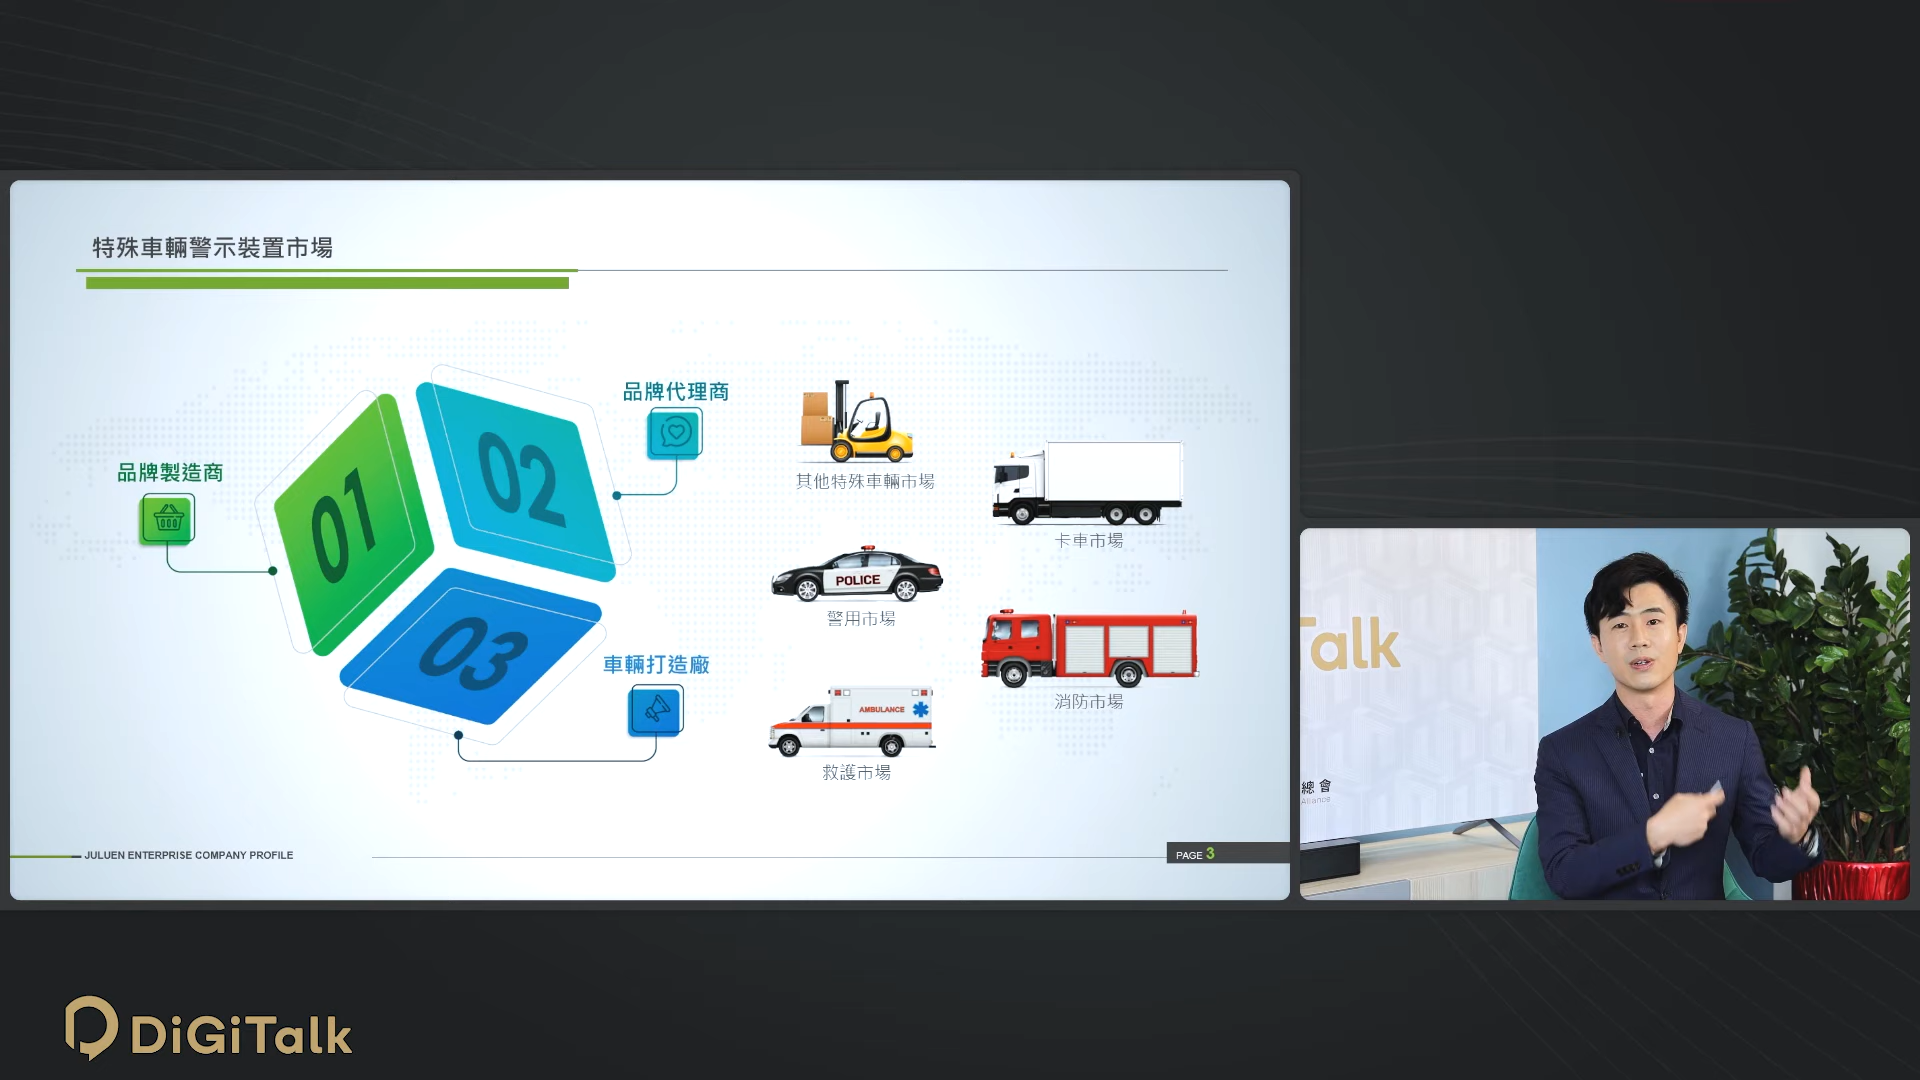 特殊車輛警示裝置市場
品牌製造商
01
02
品牌代理商
03
車輛打造廠
其他特殊車輛市場
卡車市場
POLICE
警用市場
消防市場
AMBULANCE
救護市場
JULUEN ENTERPRISE COMPANY PROFILE
PAGE 3
Talk
總會
Alliance
DiGiTalk